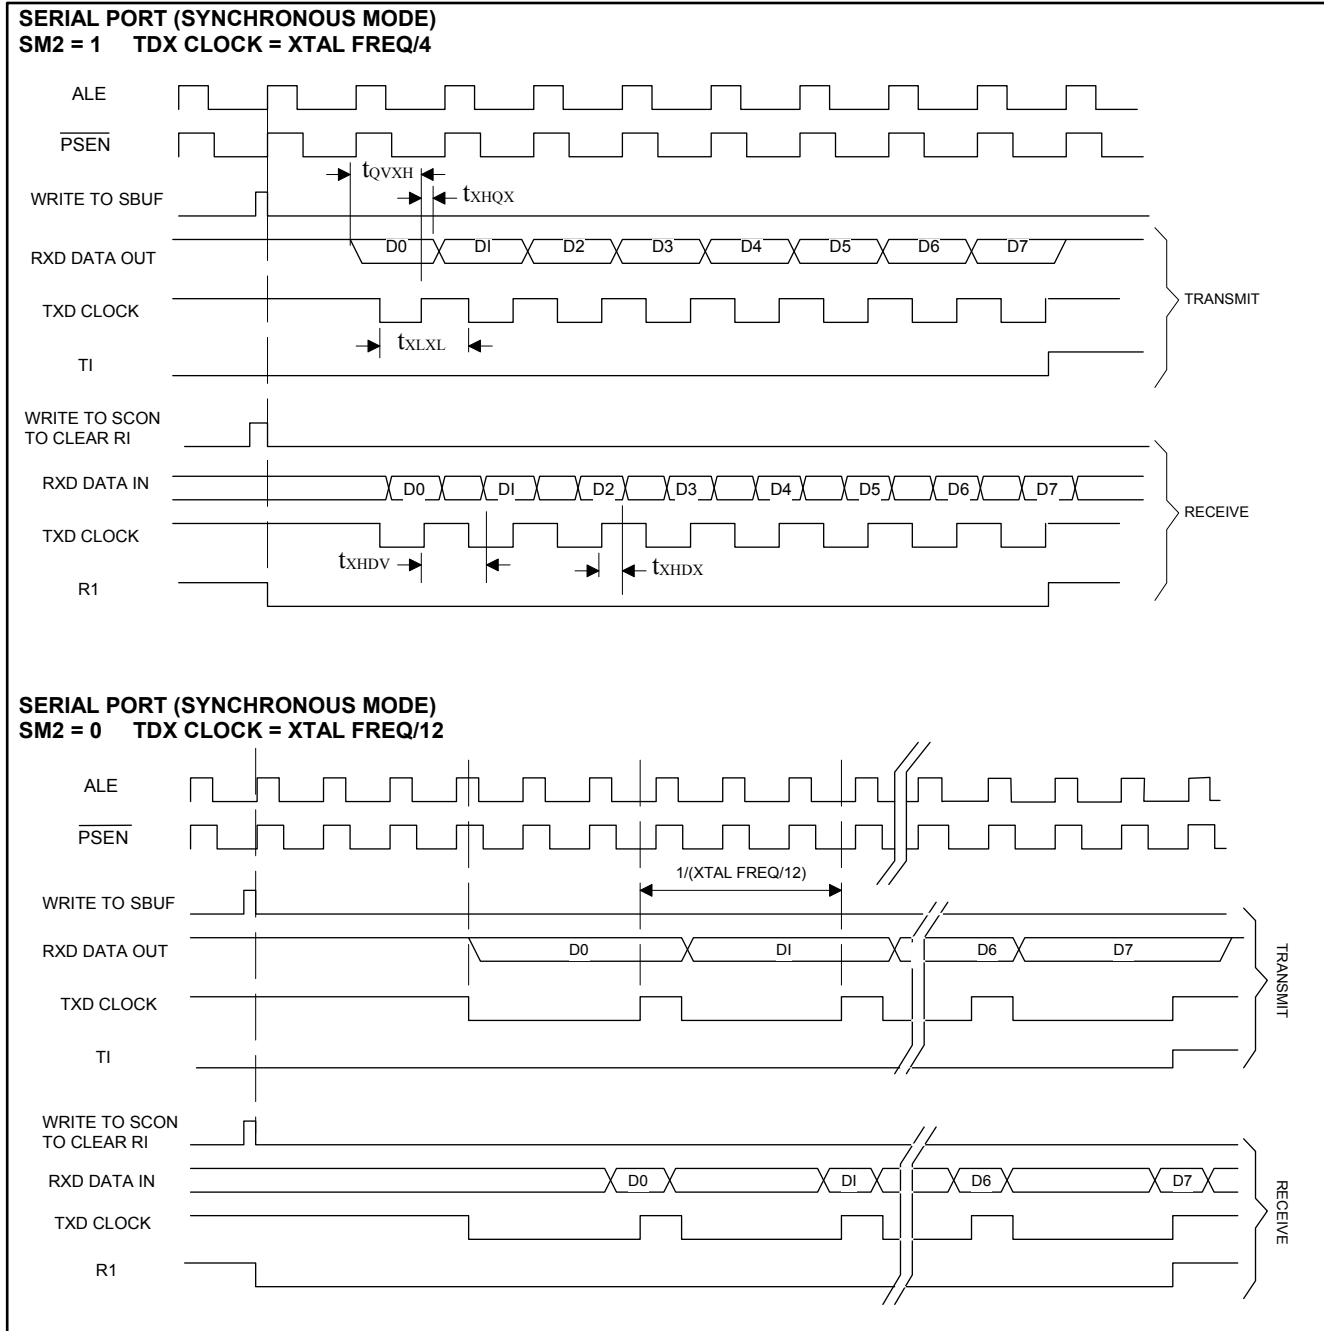 SERIAL PORT (SYNCHRONOUS MODE)
SM2 = 1 TDX CLOCK = XTAL FREQ/4
ALE
PSEN
tQVXH
tXHQX
WRITE TO SBUF
RXD DATA OUT
D0 DI D2 D3 D4 D5 D6 D7
TXD CLOCK
TRANSMIT
tXLXL
TI
WRITE TO SCON
TO CLEAR RI
RXD DATA IN
D0 DI D2 D3 D4 D5 D6 D7
TXD CLOCK
RECEIVE
tXHDV
tXHDX
R1
SERIAL PORT (SYNCHRONOUS MODE)
SM2 = 0 TDX CLOCK = XTAL FREQ/12
ALE
PSEN
1/(XTAL FREQ/12)
WRITE TO SBUF
RXD DATA OUT
D0 DI D6 D7
TXD CLOCK
TRANSMIT
TI
WRITE TO SCON
TO CLEAR RI
RXD DATA IN
D0 DI D6 D7
TXD CLOCK
RECEIVE
R1